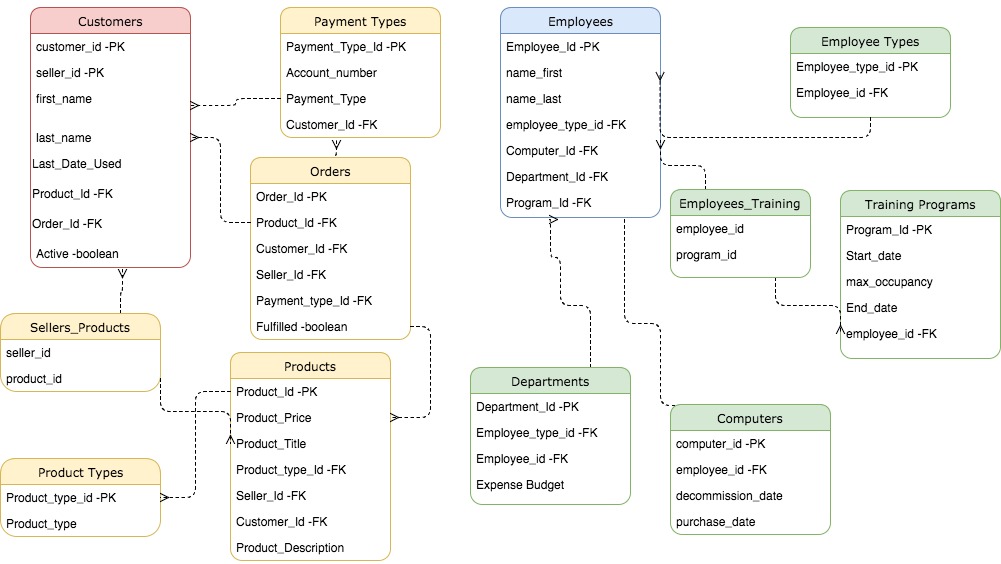 Customers
customer_id -PK
seller_id -PK
first_name
last_name
Last_Date_Used
Product_Id -FK
Order_Id -FK
Active -boolean
Payment Types
Payment_Type_Id -PK
Account_number
Payment_Type
Customer_Id -FK
Orders
Order_Id -PK
Product_Id -FK
Customer_Id -FK
Seller_Id -FK
Payment_type_Id -FK
Fulfilled -boolean
Sellers_Products
seller_id
product_id
Products
Product_Id -PK
Product_Price
Product_Title
Product_type_Id -FK
Seller_Id -FK
Customer_Id -FK
Product_Description
Product Types
Product_type_id -PK
Product_type
Employees
Employee_Id -PK
name_first
name_last
employee_type_id -FK
Computer_Id -FK
Department_Id -FK
Program_Id -FK
Employee Types
Employee_type_id -PK
Employee_id -FK
Employees_Training
employee_id
program_id
Training Programs
Program_Id -PK
Start_date
max_occupancy
End_date
employee_id -FK
Departments
Department_Id -PK
Employee_type_id -FK
Employee_id -FK
Expense Budget
Computers
computer_id -PK
employee_id -FK
decommission_date
purchase_date